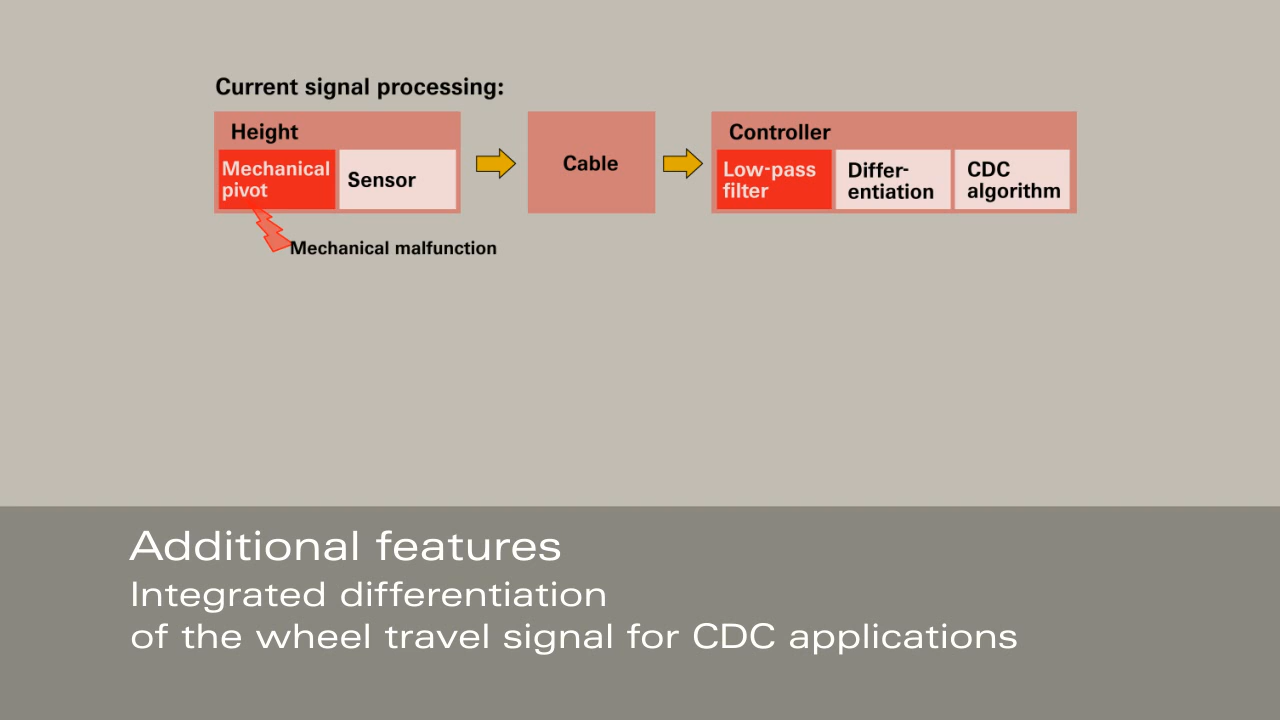 Current signal processing:
Height
Mechanical
pivot
Sensor
Mechanical malfunction
Cable
Controller
Low-pass
filter
Differ-
entiation
CDC
algorithm
Additional features
Integrated differentiation
of the wheel travel signal for CDC applications